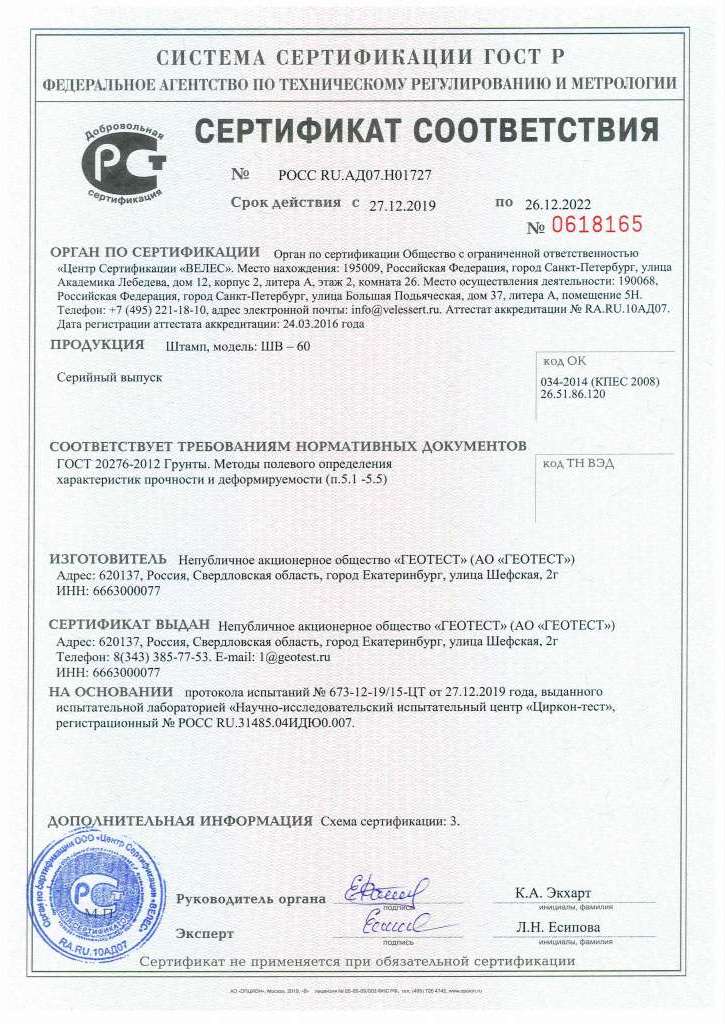 СИСТЕМА СЕРТИФИКАЦИИ ГОСТ Р
ФЕДЕРАЛЬНОЕ АГЕНТСТВО ПО ТЕХНИЧЕСКОМУ РЕГУЛИРОВАНИЮ И МЕТРОЛОГИИ
Добровольная
РСТ
сертификация
СЕРТИФИКАТ СООТВЕТСТВИЯ
№ РОСС RU.АД07.Н01727
Срок действия с 27.12.2019 по 26.12.2022
№ 0618165
ОРГАН ПО СЕРТИФИКАЦИИ Орган по сертификации Общество с ограниченной ответственностью
«Центр Сертификации «ВЕЛЕС». Место нахождения: 195009, Российская Федерация, город Санкт-Петербург, улица
Академика Лебедева, дом 12, корпус 2, литера А, этаж 2, комната 26. Место осуществления деятельности: 190068,
Российская Федерация, город Санкт-Петербург, улица Большая Подьяческая, дом 37, литера А, помещение 5Н.
Телефон: +7 (495) 221-18-10, адрес электронной почты: info@velessert.ru. Аттестат аккредитации № RA.RU.10АД07.
Дата регистрации аттестата аккредитации: 24.03.2016 года
ПРОДУКЦИЯ Штамп, модель: ШВ – 60
Серийный выпуск
код ОК
034-2014 (КПЕС 2008)
26.51.86.120
СООТВЕТСТВУЕТ ТРЕБОВАНИЯМ НОРМАТИВНЫХ ДОКУМЕНТОВ
ГОСТ 20276-2012 Грунты. Методы полевого определения
характеристик прочности и деформируемости (п.5.1 -5.5)
код ТН ВЭД
ИЗГОТОВИТЕЛЬ Непубличное акционерное общество «ГЕОТЕСТ» (АО «ГЕОТЕСТ»)
Адрес: 620137, Россия, Свердловская область, город Екатеринбург, улица Шефская, 2г
ИНН: 6663000077
СЕРТИФИКАТ ВЫДАН Непубличное акционерное общество «ГЕОТЕСТ» (АО «ГЕОТЕСТ»)
Адрес: 620137, Россия, Свердловская область, город Екатеринбург, улица Шефская, 2г
Телефон: 8(343) 385-77-53. E-mail: 1@geotest.ru
ИНН: 6663000077
НА ОСНОВАНИИ протокола испытаний № 673-12-19/15-ЦТ от 27.12.2019 года, выданного
испытательной лабораторией «Научно-исследовательский испытательный центр «Циркон-тест»,
регистрационный № РОСС RU.31485.04ИДЮ0.007.
ДОПОЛНИТЕЛЬНАЯ ИНФОРМАЦИЯ Схема сертификации: 3.
Орган по сертификации ООО «Центр Сертификации «ВЕЛЕС»
РСТ
М.П.
RA.RU.10АД07
Руководитель органа
подпись
К.А. Экхарт
инициалы, фамилия
Эксперт
подпись
Л.Н. Есипова
инициалы, фамилия
Сертификат не применяется при обязательной сертификации